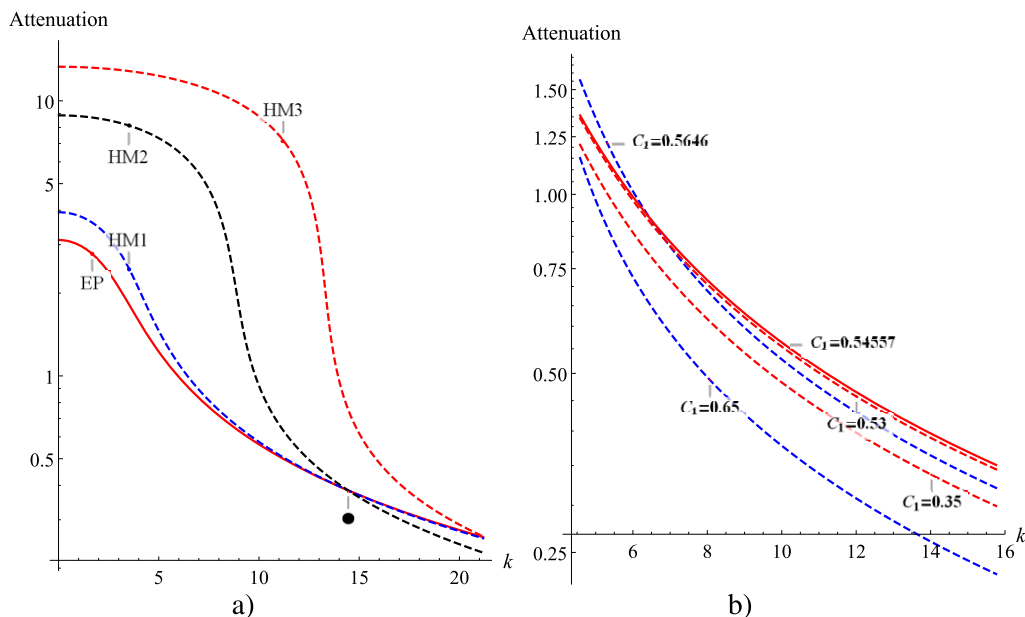 Attenuation
10
5
1
0.5
5
10
15
20
k
HM3
HM2
HM1
EP
a)
Attenuation
1.50
1.25
1.00
0.75
0.50
0.25
6
8
10
12
14
16
k
C1=0.5646
C1=0.54557
C1=0.65
C1=0.53
C1=0.35
b)